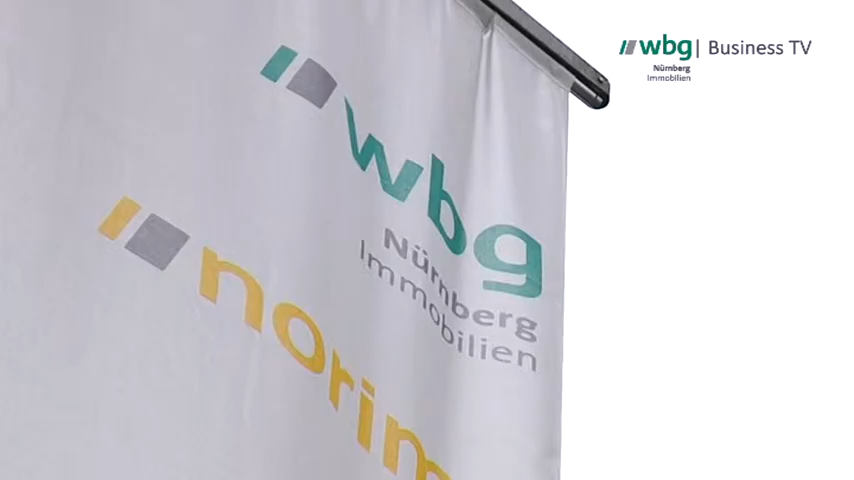 wbg | Business TV
Nürnberg
Immobilien
wbg
Nürnberg
Immobilien
norim